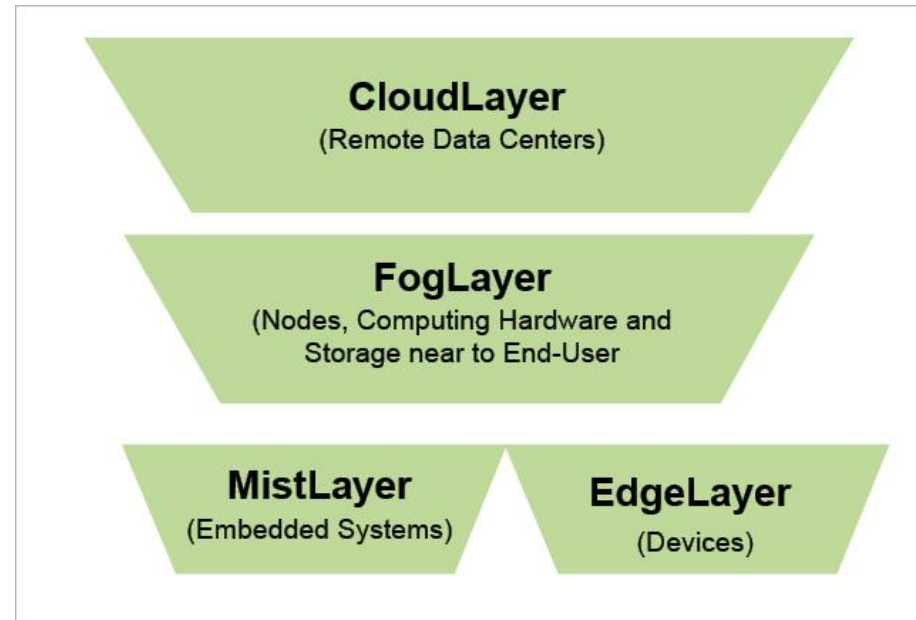 CloudLayer
(Remote Data Centers)
FogLayer
(Nodes, Computing Hardware and
Storage near to End-User
MistLayer
(Embedded Systems)
EdgeLayer
(Devices)